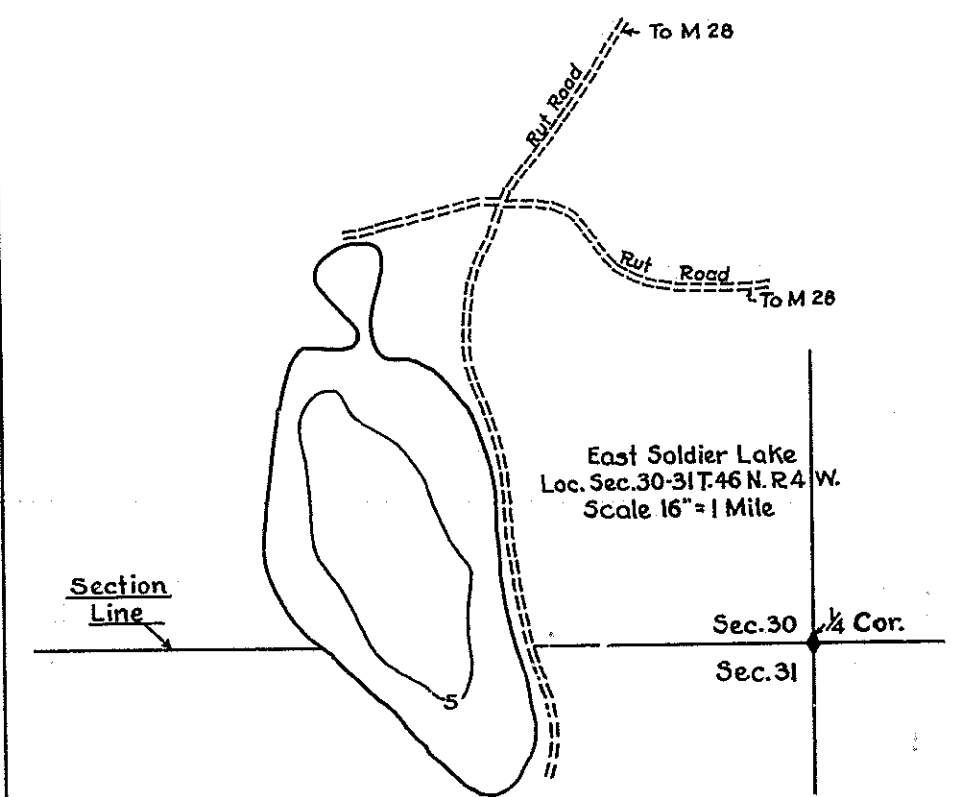 To M 28
Rut Road
Rut Road
To M 28
East Soldier Lake
Loc. Sec.30-31 T.46 N. R4 W.
Scale 16" = 1 Mile
Section
Line
Sec.30
1/4 Cor.
Sec.31
5